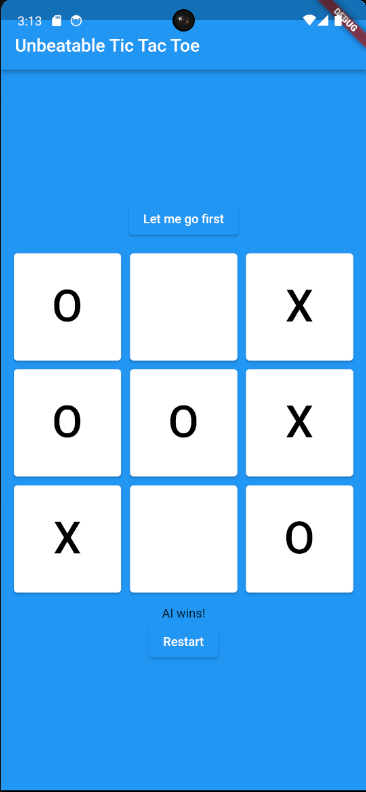 3:13
DEBUG
Unbeatable Tic Tac Toe
Let me go first
O X
O O X
X O
AI wins!
Restart